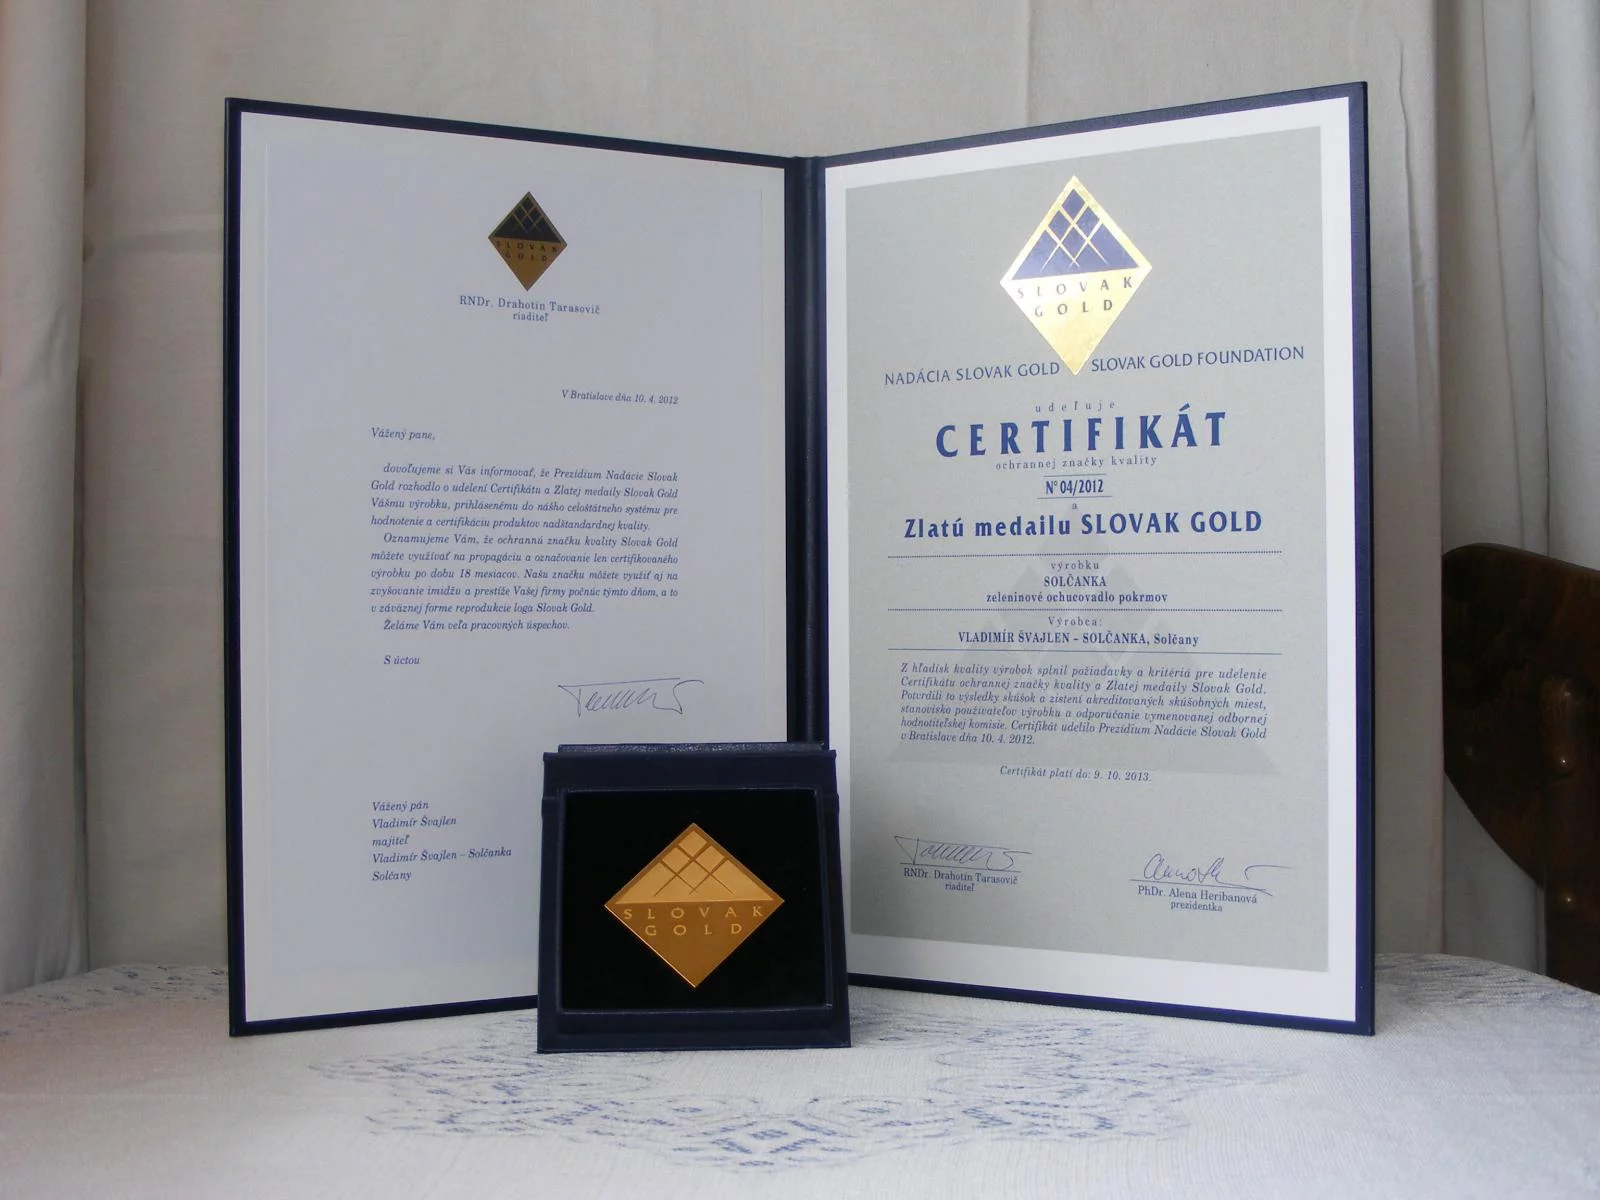 SLOVAK
GOLD
RNDr. Drahotín Tarasovič
riaditeľ
V Bratislave dňa 10. 4. 2012
Vážený pane,
dovoľujeme si Vás informovať, že Prezídium Nadácie Slovak
Gold rozhodlo o udelení Certifikátu a Zlatej medaily Slovak Gold
Vášmu výrobku, prihlásenému do nášho celoštátneho systému pre
hodnotenie a certifikáciu produktov nadštandardnej kvality.
Oznamujeme Vám, že ochrannú značku kvality Slovak Gold
môžete využívať na propagáciu a označovanie len certifikovaného
výrobku po dobu 18 mesiacov. Našu značku môžete využiť aj na
zvyšovanie imidžu a prestíže Vašej firmy počnúc týmto dňom, a to
v záväznej forme reprodukcie loga Slovak Gold.
Želáme Vám veľa pracovných úspechov.
S úctou
Vážený pán
Vladimír Švajlen
majiteľ
Vladimír Švajlen – Solčanka
Solčany
SLOVAK
GOLD
SLOVAK
GOLD
NADÁCIA SLOVAK GOLD SLOVAK GOLD FOUNDATION
udeľuje
CERTIFIKÁT
ochrannej značky kvality
N° 04/2012
a
Zlatú medailu SLOVAK GOLD
výrobku
SOLČANKA
zeleninové ochucovadlo pokrmov
Výrobca:
VLADIMÍR ŠVAJLEN – SOLČANKA, Solčany
Z hľadísk kvality výrobok splnil požiadavky a kritériá pre udelenie
Certifikátu ochrannej značky kvality a Zlatej medaily Slovak Gold.
Potvrdili to výsledky skúšok a zistení akreditovaných skúšobných miest,
stanovisko používateľov výrobku a odporúčanie vymenovanej odbornej
hodnotiteľskej komisie. Certifikát udelilo Prezídium Nadácie Slovak Gold
v Bratislave dňa 10. 4. 2012.
Certifikát platí do: 9. 10. 2013.
RNDr. Drahotín Tarasovič
riaditeľ
PhDr. Alena Heribanová
prezidentka